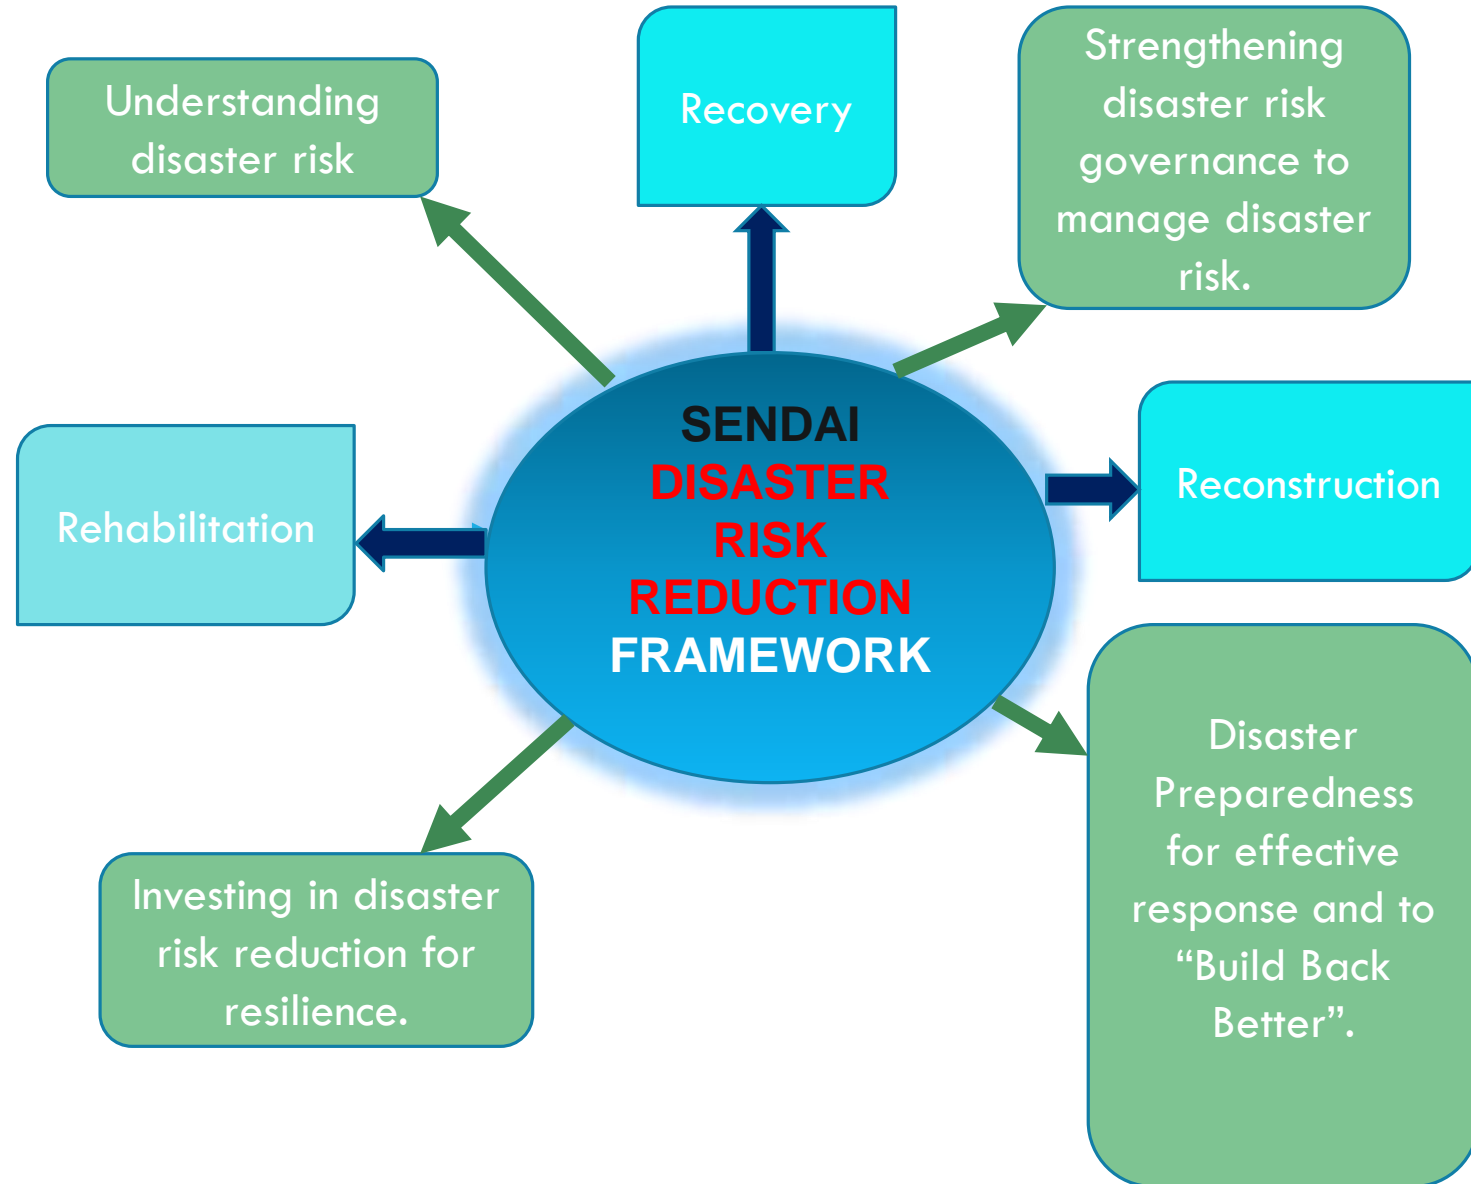 Understanding
disaster risk
Recovery
Strengthening
disaster risk
governance to
manage disaster
risk.
SENDAI
DISASTER
RISK
REDUCTION
FRAMEWORK
Rehabilitation
Reconstruction
Investing in disaster
risk reduction for
resilience.
Disaster
Preparedness
for effective
response and to
“Build Back
Better”.